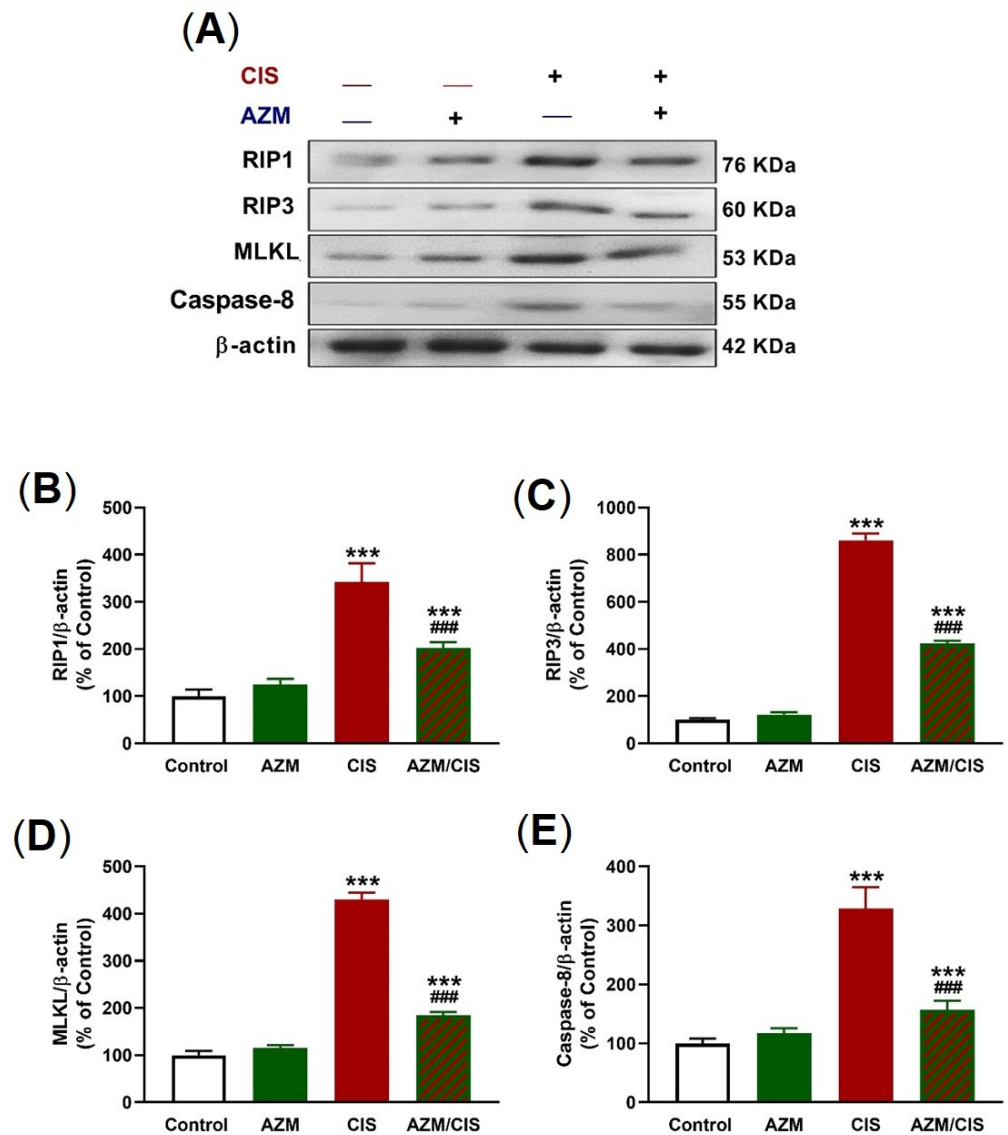 (A)
CIS — — + +
AZM — + — +
RIP1 76 KDa
RIP3 60 KDa
MLKL 53 KDa
Caspase-8 55 KDa
β-actin 42 KDa
(B)
RIP1/β-actin
(% of Control)
500
400
300
200
100
0
***
***
###
Control AZM CIS AZM/CIS
(C)
RIP3/β-actin
(% of Control)
1000
800
600
400
200
0
***
***
###
Control AZM CIS AZM/CIS
(D)
MLKL/β-actin
(% of Control)
500
400
300
200
100
0
***
***
###
Control AZM CIS AZM/CIS
(E)
Caspase-8/β-actin
(% of Control)
400
300
200
100
0
***
***
###
Control AZM CIS AZM/CIS